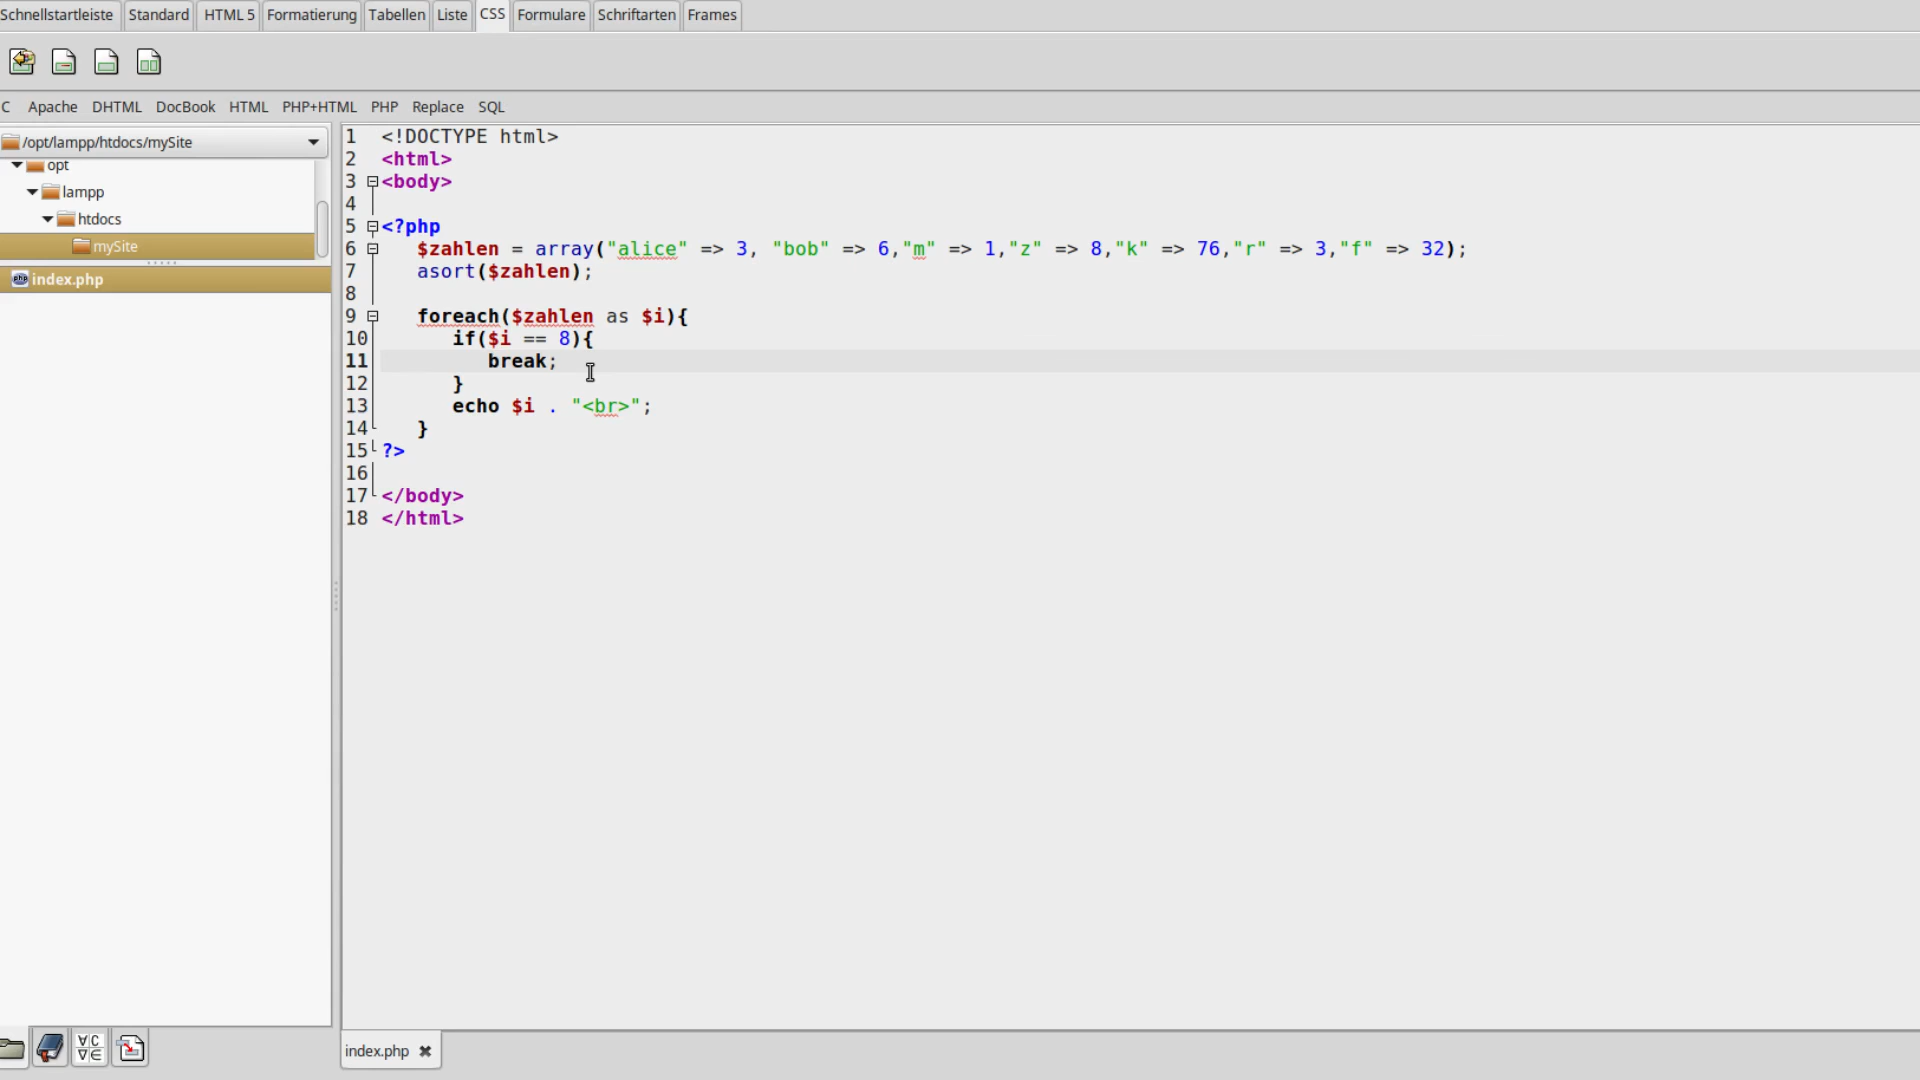 Schnellstartleiste Standard HTML 5 Formatierung Tabellen Liste CSS Formulare Schriftarten Frames
C Apache DHTML DocBook HTML PHP+HTML PHP Replace SQL
/opt/lampp/htdocs/mySite
opt
lampp
htdocs
mySite
index.php
1 <!DOCTYPE html>
2 <html>
3 <body>
4
5 <?php
6 $zahlen = array("alice" => 3, "bob" => 6,"m" => 1,"z" => 8,"k" => 76,"r" => 3,"f" => 32);
7 asort($zahlen);
8
9 foreach($zahlen as $i){
10 if($i == 8){
11 break;
12 }
13 echo $i . "<br>";
14 }
15 ?>
16
17 </body>
18 </html>
∀C
∇∈
index.php